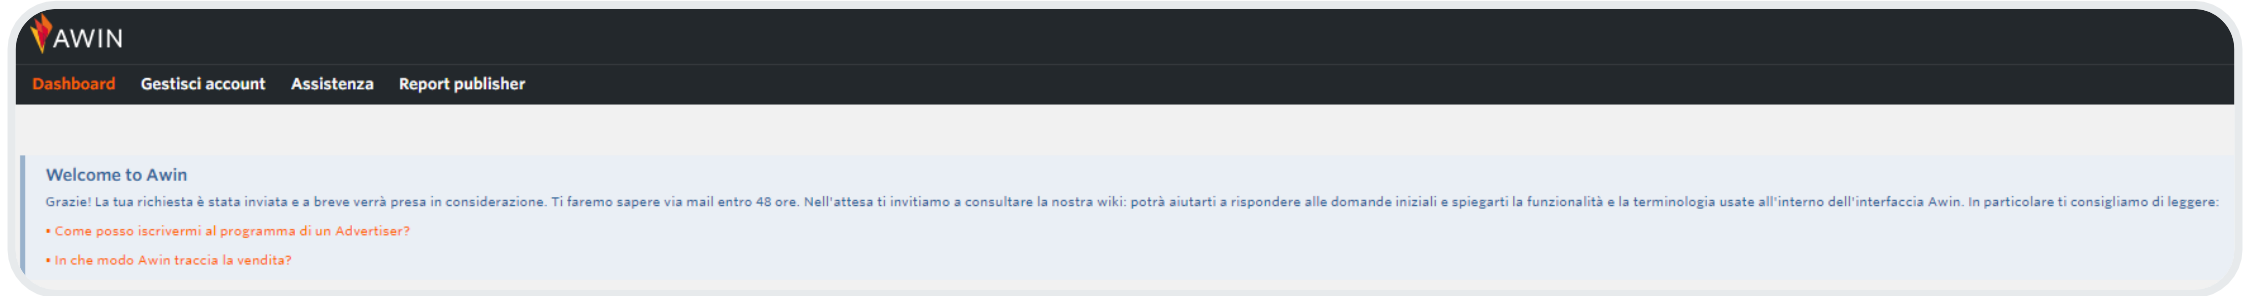 AWIN
Dashboard Gestisci account Assistenza Report publisher
Welcome to Awin
Grazie! La tua richiesta è stata inviata e a breve verrà presa in considerazione. Ti faremo sapere via mail entro 48 ore. Nell'attesa ti invitiamo a consultare la nostra wiki: potrà aiutarti a rispondere alle domande iniziali e spiegarti la funzionalità e la terminologia usate all'interno dell'interfaccia Awin. In particolare ti consigliamo di leggere:
• Come posso iscrivermi al programma di un Advertiser?
• In che modo Awin traccia la vendita?